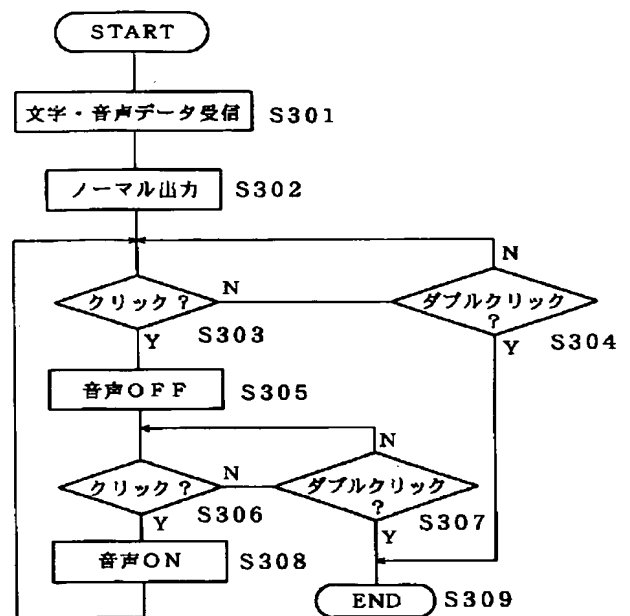 START
文字・音声データ受信 S301
ノーマル出力 S302
N
クリック? N ダブルクリック
?
Y S303 Y S304
音声OFF S305
N
クリック? N ダブルクリック
?
Y S306 Y S307
音声ON S308
END S309